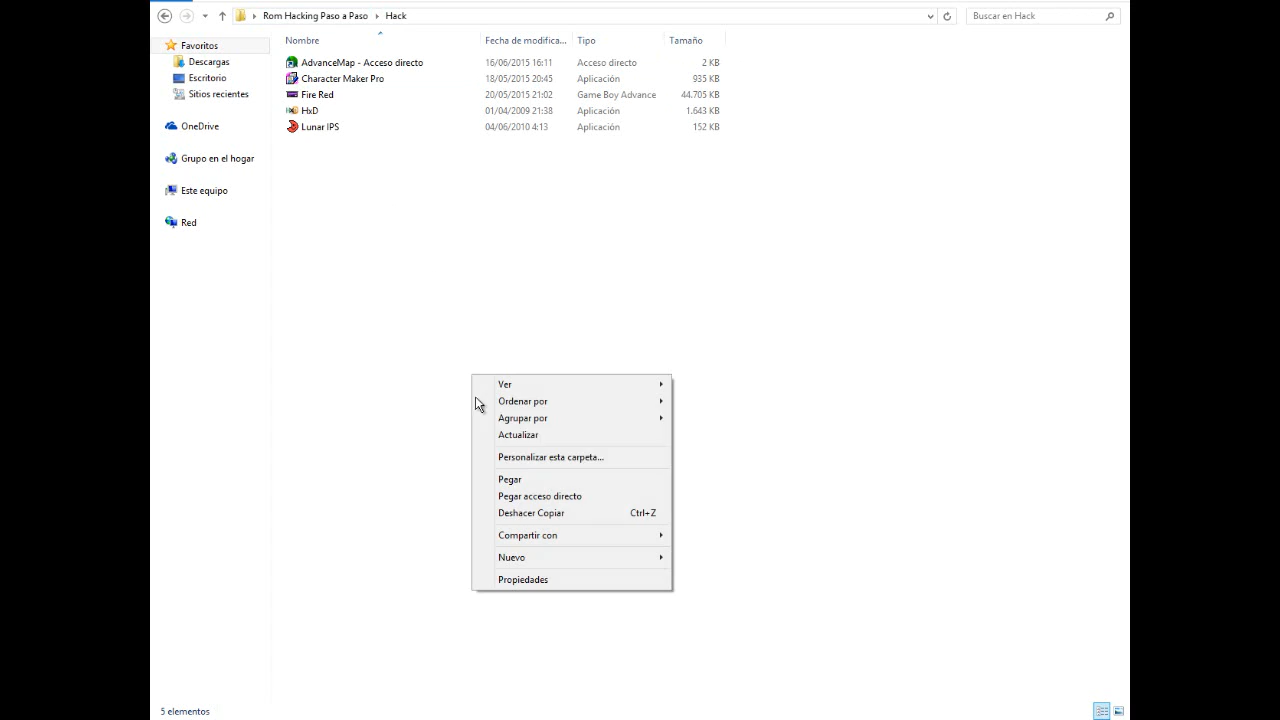 Rom Hacking Paso a Paso Hack
Buscar en Hack
Nombre Fecha de modifica... Tipo Tamaño
Favoritos
Descargas
Escritorio
Sitios recientes
OneDrive
Grupo en el hogar
Este equipo
Red
AdvanceMap - Acceso directo 16/06/2015 16:11 Acceso directo 2 KB
Character Maker Pro 18/05/2015 20:45 Aplicación 935 KB
Fire Red 20/05/2015 21:02 Game Boy Advance 44.705 KB
HxD 01/04/2009 21:38 Aplicación 1.643 KB
Lunar IPS 04/06/2010 4:13 Aplicación 152 KB
Ver
Ordenar por
Agrupar por
Actualizar
Personalizar esta carpeta...
Pegar
Pegar acceso directo
Deshacer Copiar Ctrl+Z
Compartir con
Nuevo
Propiedades
5 elementos